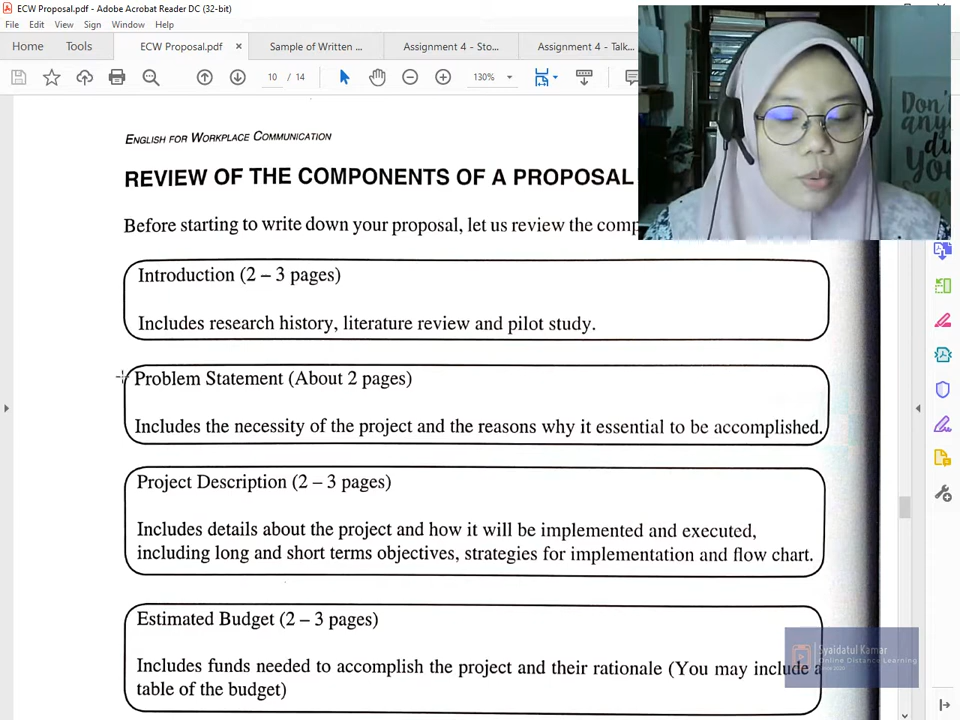 ECW Proposal.pdf - Adobe Acrobat Reader DC (32-bit)
File Edit View Sign Window Help
Home Tools ECW Proposal.pdf × Sample of Written ... Assignment 4 - Sto... Assignment 4 - Talk...
10 / 14 130%
ENGLISH FOR WORKPLACE COMMUNICATION
REVIEW OF THE COMPONENTS OF A PROPOSAL
Before starting to write down your proposal, let us review the comp
Introduction (2 – 3 pages)
Includes research history, literature review and pilot study.
Problem Statement (About 2 pages)
Includes the necessity of the project and the reasons why it essential to be accomplished.
Project Description (2 – 3 pages)
Includes details about the project and how it will be implemented and executed,
including long and short terms objectives, strategies for implementation and flow chart.
Estimated Budget (2 – 3 pages)
Includes funds needed to accomplish the project and their rationale (You may include a
table of the budget)
Don't
any
du
You
Syaidatul Kamar
Online Distance Learning